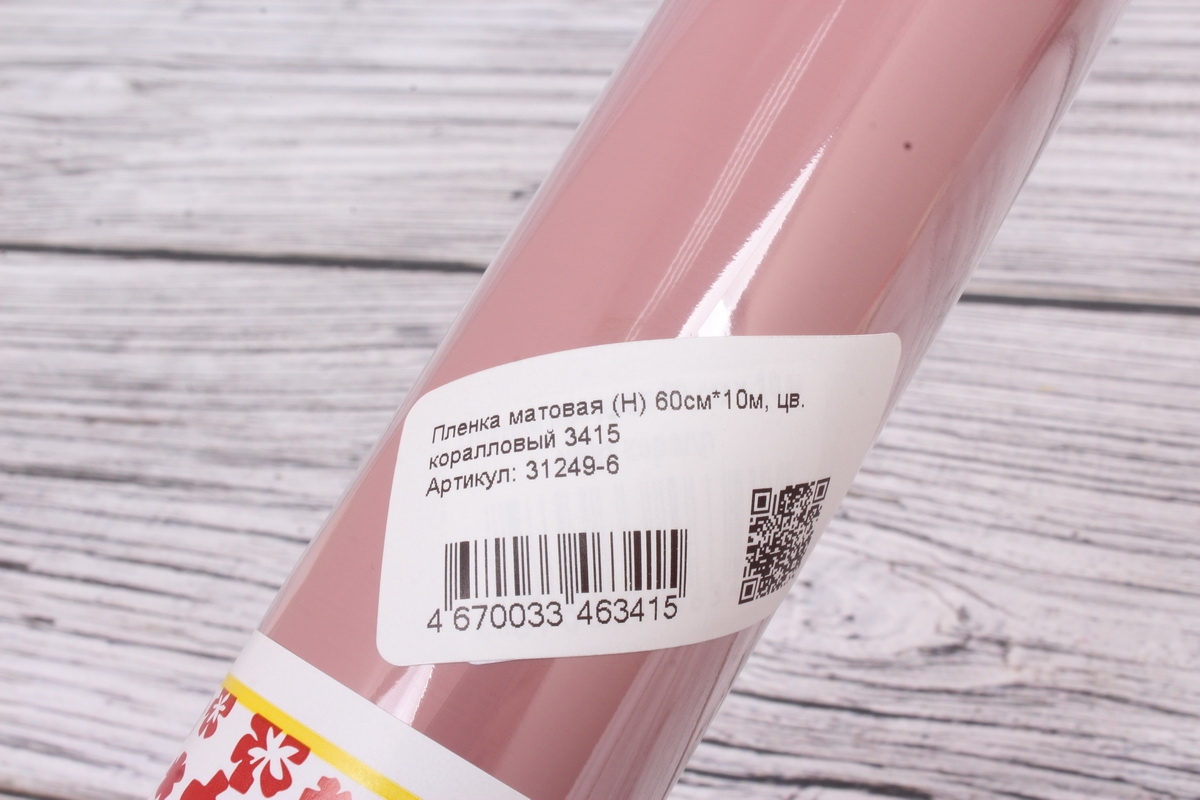 Пленка матовая (Н) 60см*10м, цв.
коралловый 3415
Артикул: 31249-6
4 670033 463415